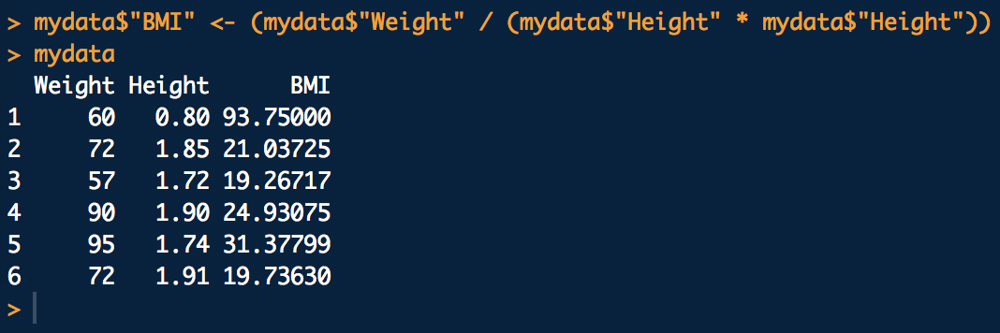 > mydata$"BMI" <- (mydata$"Weight" / (mydata$"Height" * mydata$"Height"))
> mydata
  Weight Height      BMI
1     60   0.80 93.75000
2     72   1.85 21.03725
3     57   1.72 19.26717
4     90   1.90 24.93075
5     95   1.74 31.37799
6     72   1.91 19.73630
>